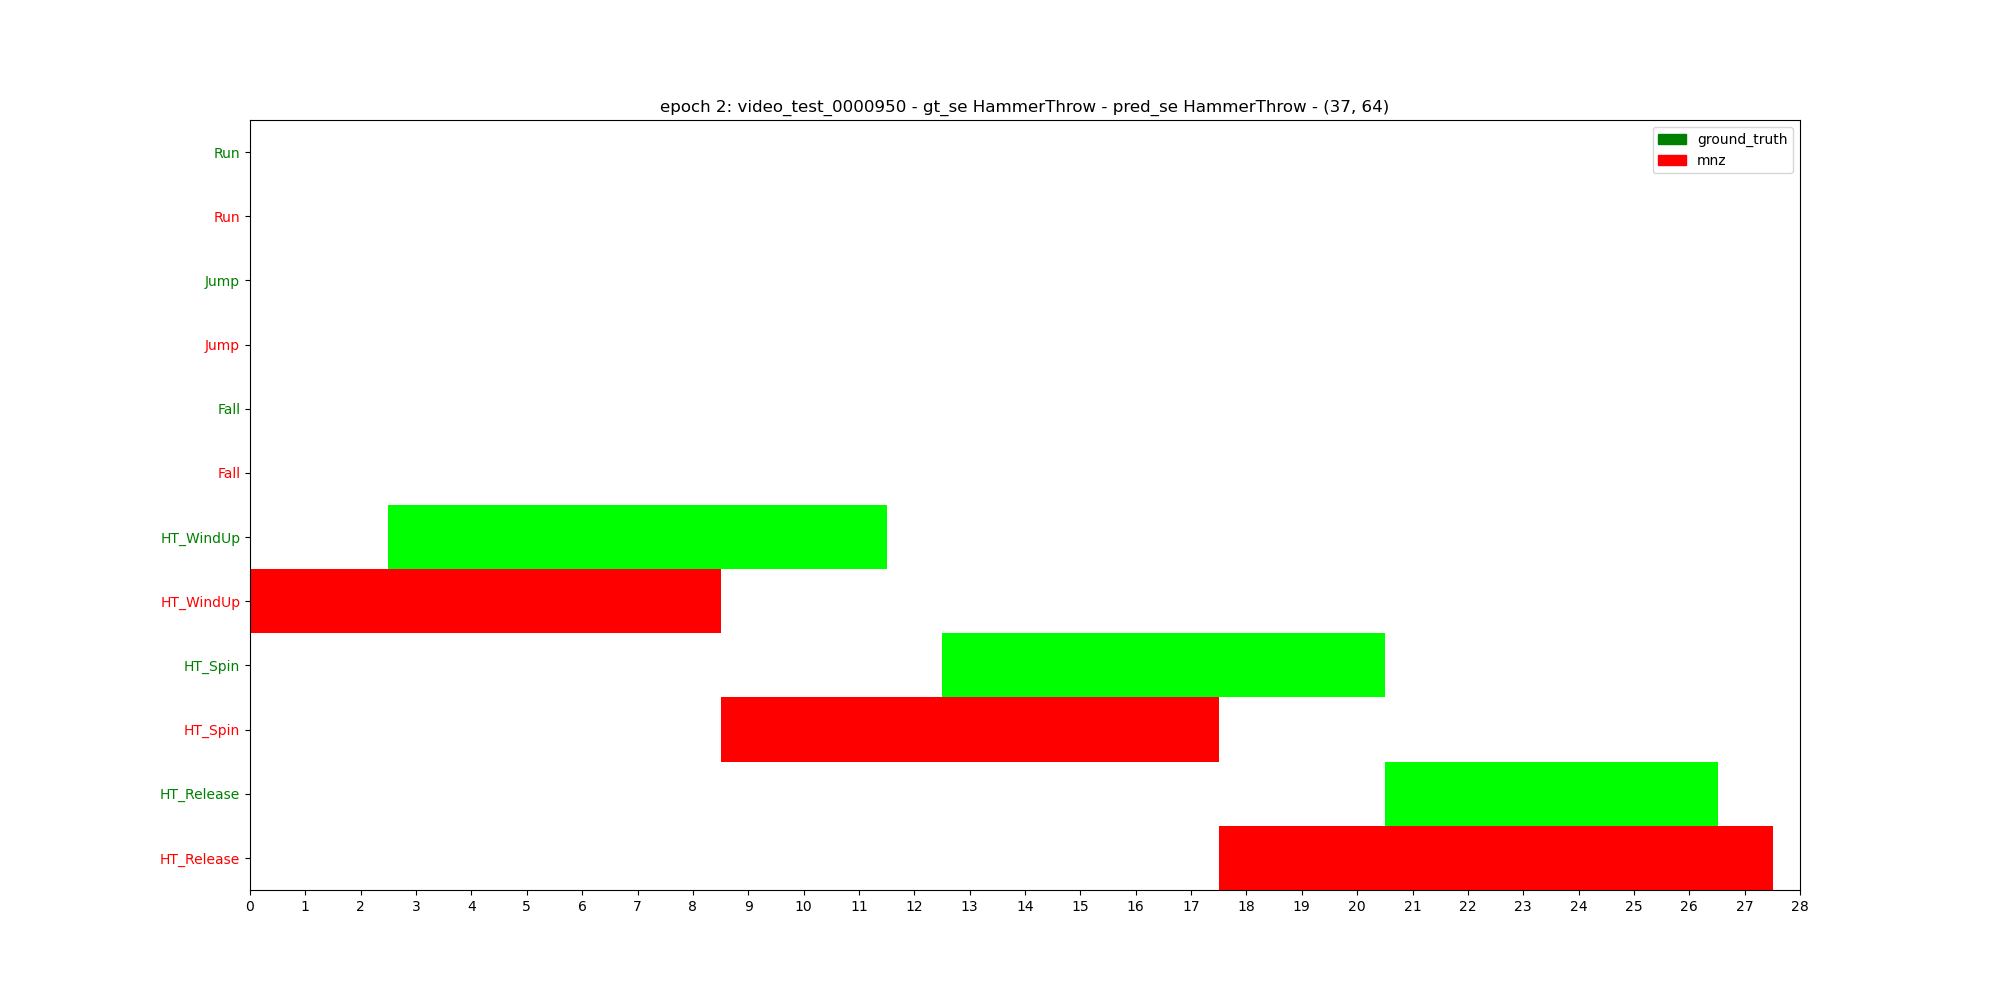 epoch 2: video_test_0000950 - gt_se HammerThrow - pred_se HammerThrow - (37, 64)
ground_truth
mnz
Run
Run
Jump
Jump
Fall
Fall
HT_WindUp
HT_WindUp
HT_Spin
HT_Spin
HT_Release
HT_Release
0 1 2 3 4 5 6 7 8 9 10 11 12 13 14 15 16 17 18 19 20 21 22 23 24 25 26 27 28